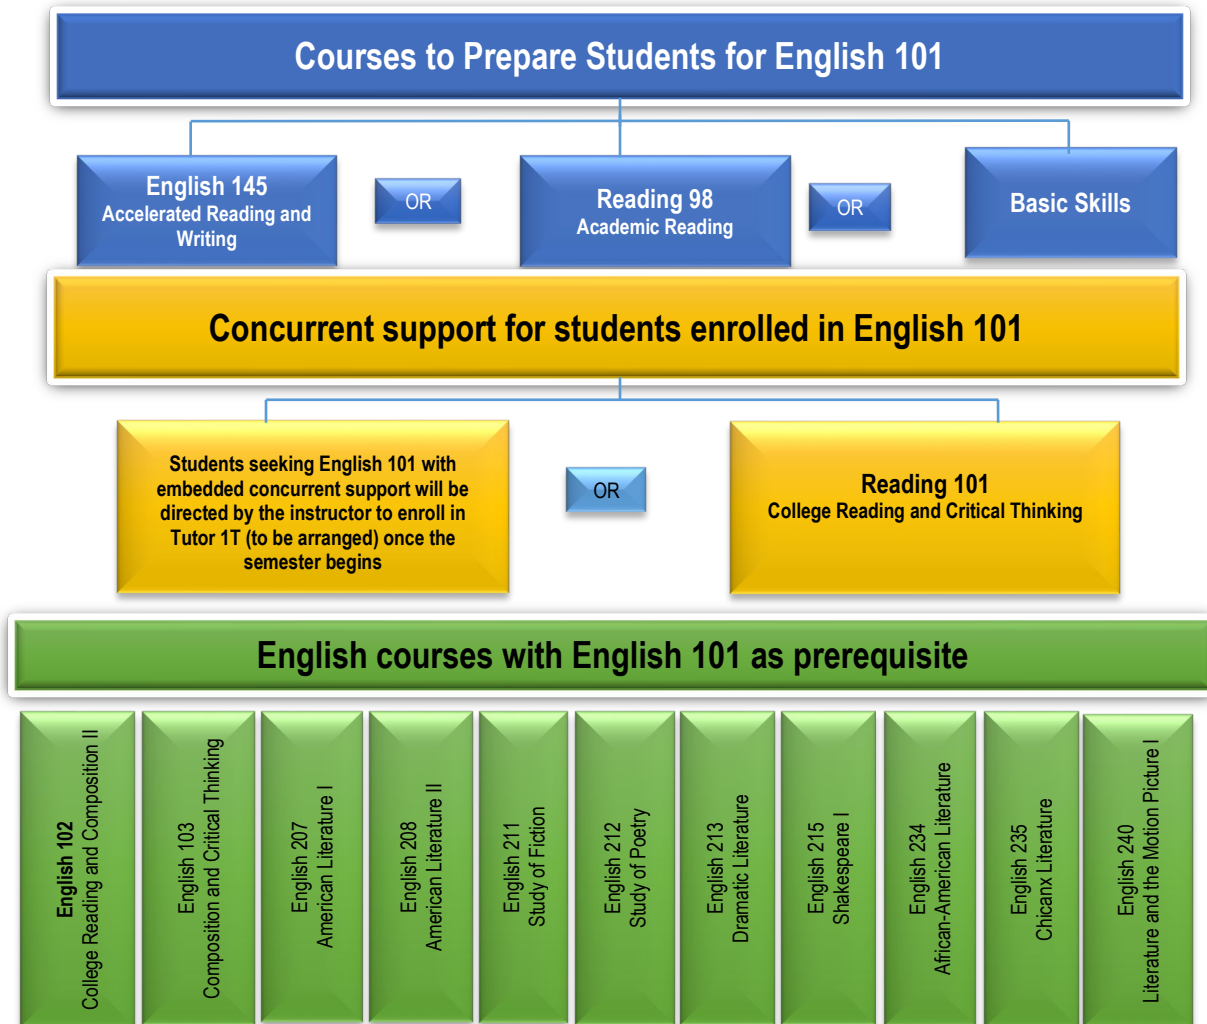 Courses to Prepare Students for English 101
English 145
Accelerated Reading and
Writing
OR
Reading 98
Academic Reading
OR
Basic Skills
Concurrent support for students enrolled in English 101
Students seeking English 101 with
embedded concurrent support will be
directed by the instructor to enroll in
Tutor 1T (to be arranged) once the
semester begins
OR
Reading 101
College Reading and Critical Thinking
English courses with English 101 as prerequisite
English 102
College Reading and Composition II
English 103
Composition and Critical Thinking
English 207
American Literature I
English 208
American Literature II
English 211
Study of Fiction
English 212
Study of Poetry
English 213
Dramatic Literature
English 215
Shakespeare I
English 234
African-American Literature
English 235
Chicanx Literature
English 240
Literature and the Motion Picture I